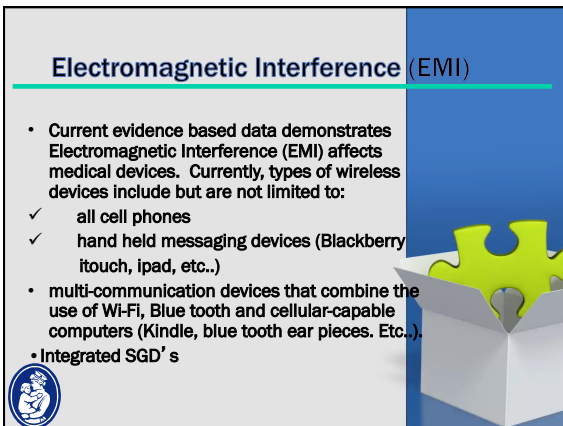 Electromagnetic Interference (EMI)
• Current evidence based data demonstrates
Electromagnetic Interference (EMI) affects
medical devices.  Currently, types of wireless
devices include but are not limited to:
✓ all cell phones
✓ hand held messaging devices (Blackberry
itouch, ipad, etc..)
• multi-communication devices that combine the
use of Wi-Fi, Blue tooth and cellular-capable
computers (Kindle, blue tooth ear pieces. Etc..).
•Integrated SGD’s